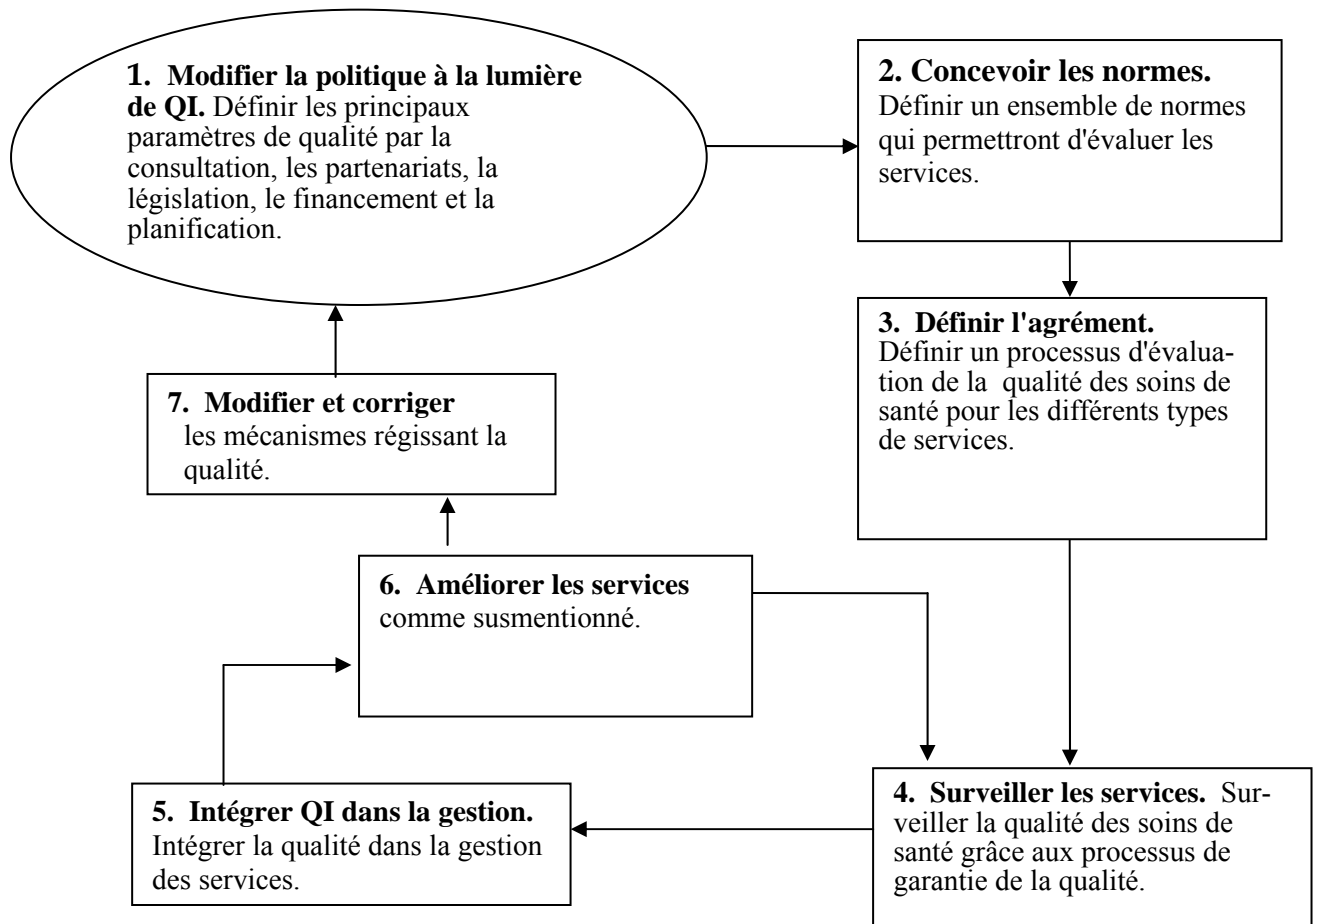 1. Modifier la politique à la lumière
de QI. Définir les principaux
paramètres de qualité par la
consultation, les partenariats, la
législation, le financement et la
planification.
2. Concevoir les normes.
Définir un ensemble de normes
qui permettront d'évaluer les
services.
3. Définir l'agrément.
Définir un processus d'évalua-
tion de la qualité des soins de
santé pour les différents types
de services.
4. Surveiller les services. Sur-
veiller la qualité des soins de
santé grâce aux processus de
garantie de la qualité.
5. Intégrer QI dans la gestion.
Intégrer la qualité dans la gestion
des services.
6. Améliorer les services
comme susmentionné.
7. Modifier et corriger
les mécanismes régissant la
qualité.